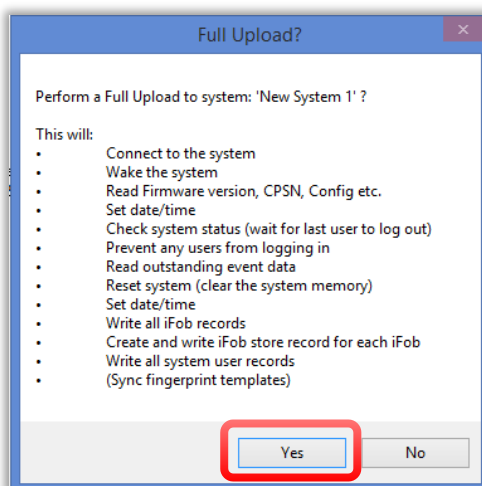 Full Upload?
×
Perform a Full Upload to system: 'New System 1' ?
This will:
• Connect to the system
• Wake the system
• Read Firmware version, CPSN, Config etc.
• Set date/time
• Check system status (wait for last user to log out)
• Prevent any users from logging in
• Read outstanding event data
• Reset system (clear the system memory)
• Set date/time
• Write all iFob records
• Create and write iFob store record for each iFob
• Write all system user records
• (Sync fingerprint templates)
Yes No